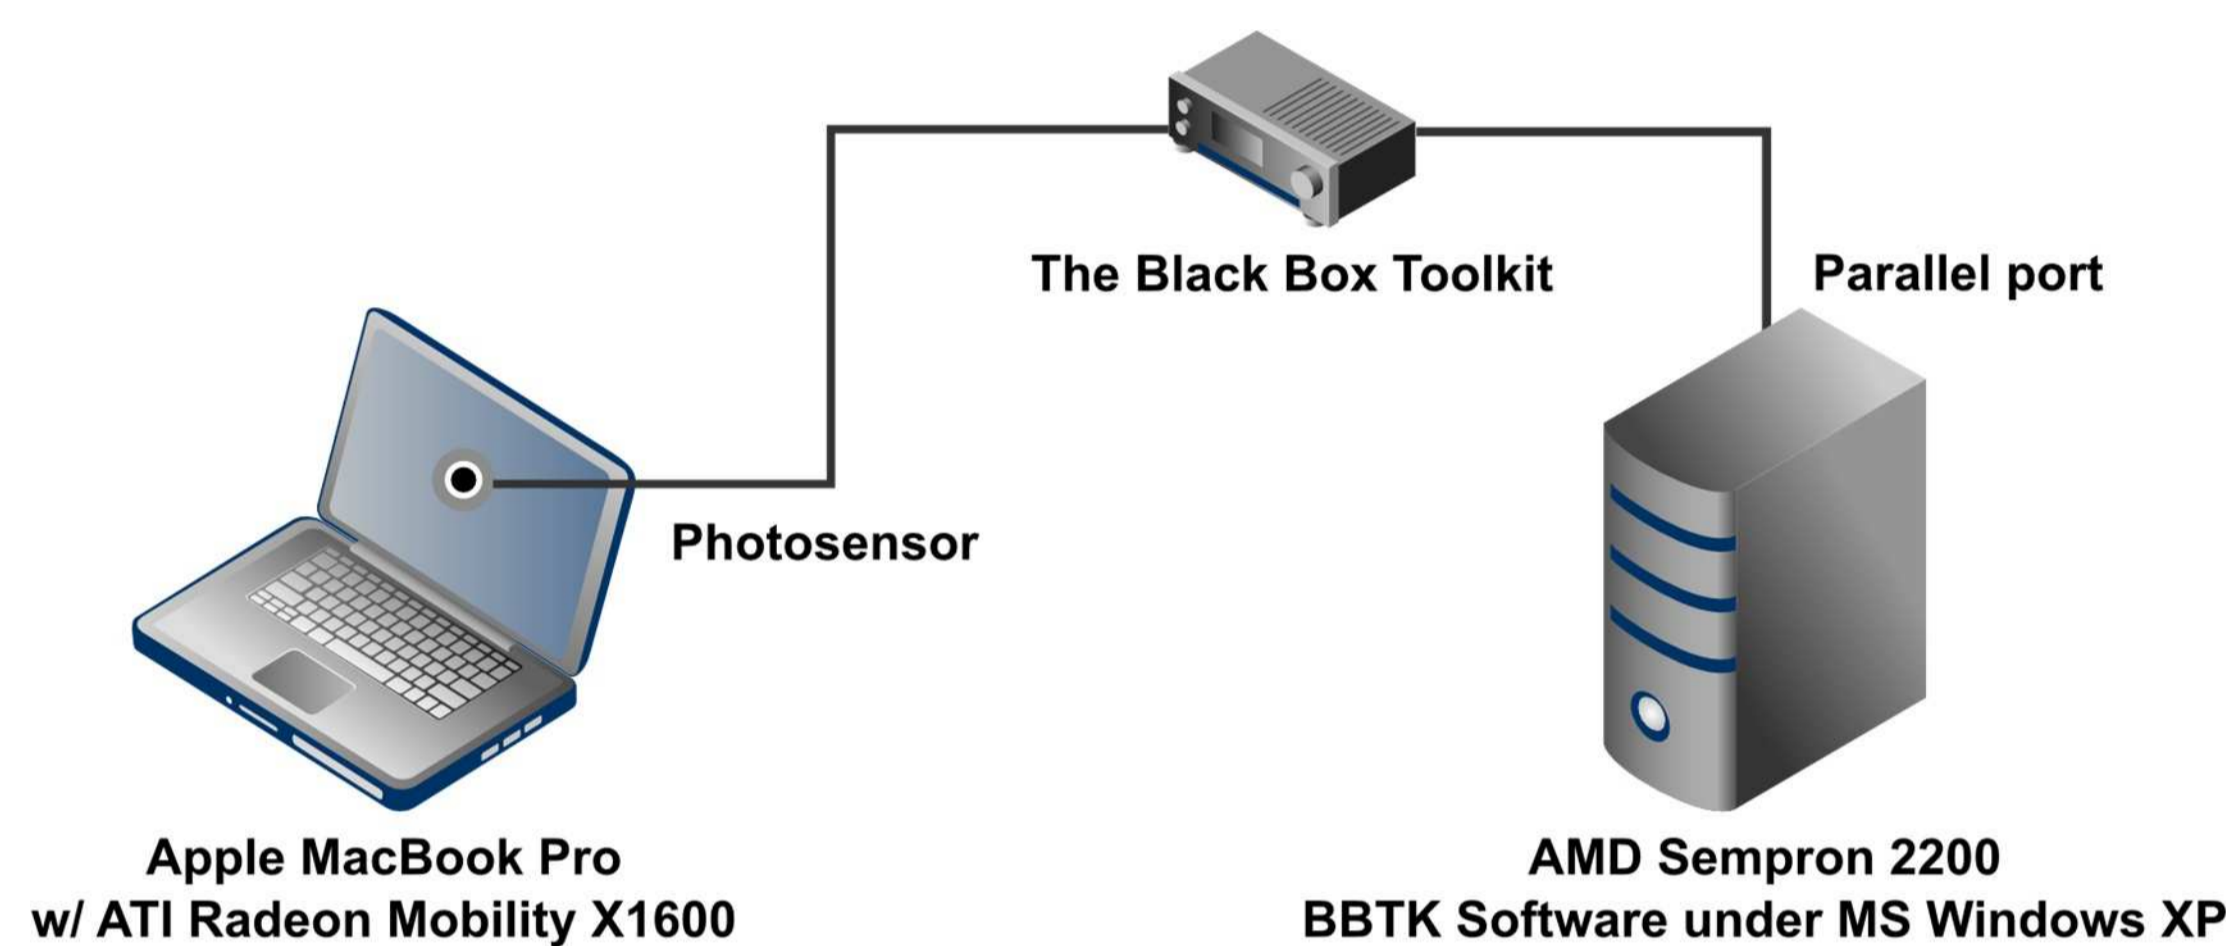 The Black Box Toolkit
Parallel port
Photosensor
Apple MacBook Pro
w/ ATI Radeon Mobility X1600
AMD Sempron 2200
BBTK Software under MS Windows XP